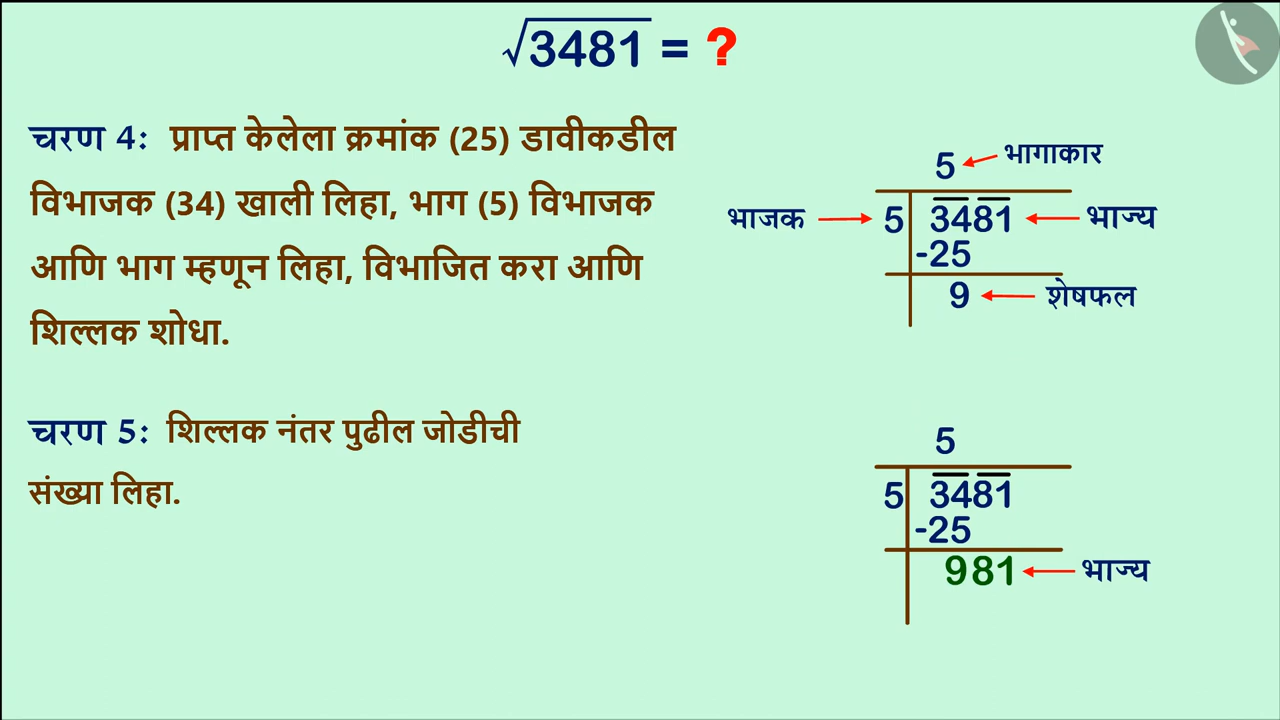 √3481 = ?
चरण 4: प्राप्त केलेला क्रमांक (25) डावीकडील
विभाजक (34) खाली लिहा, भाग (5) विभाजक
आणि भाग म्हणून लिहा, विभाजित करा आणि
शिल्लक शोधा.
5 भागाकार
भाजक 5 3481 भाज्य
-25
9 शेषफल
चरण 5: शिल्लक नंतर पुढील जोडीची
संख्या लिहा.
5
5 3481
-25
981 भाज्य